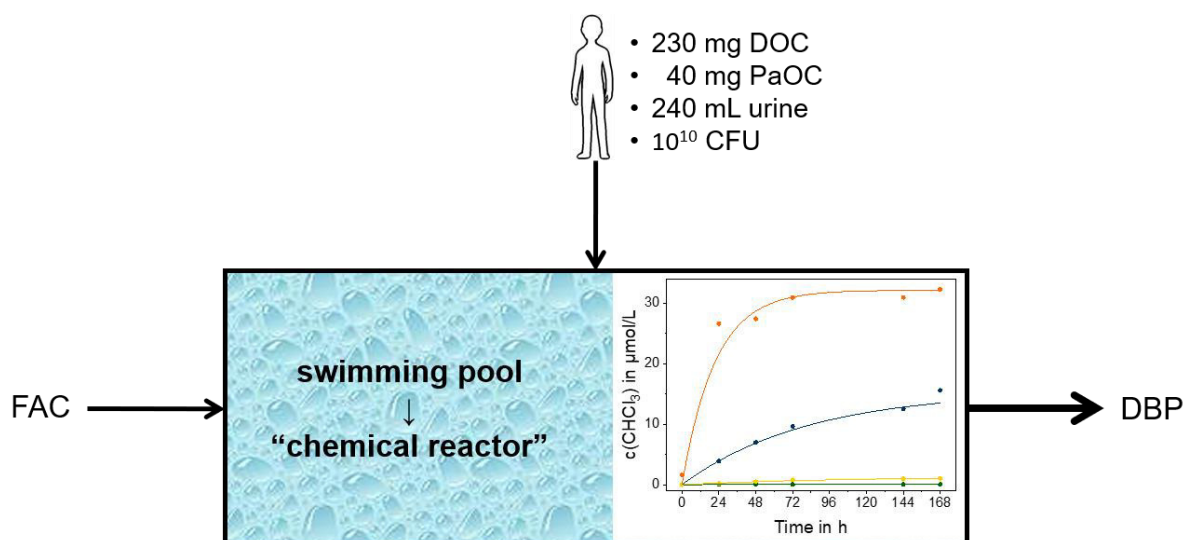 • 230 mg DOC
• 40 mg PaOC
• 240 mL urine
• 10¹⁰ CFU
FAC
swimming pool
↓
“chemical reactor”
c(CHCl₃) in µmol/L
30
20
10
0
0 24 48 72 96 120 144 168
Time in h
DBP